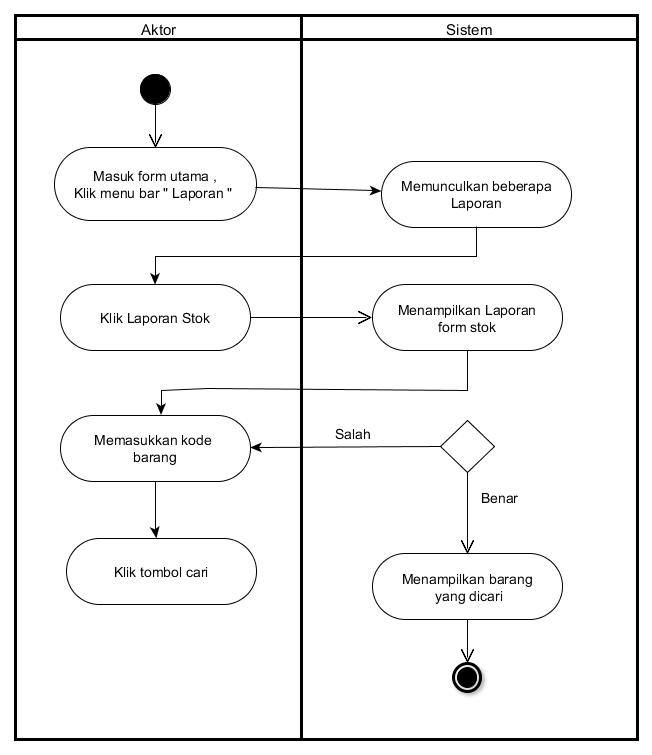 Aktor
Sistem
Masuk form utama ,
Klik menu bar " Laporan "
Memunculkan beberapa
Laporan
Klik Laporan Stok
Menampilkan Laporan
form stok
Memasukkan kode
barang
Salah
Benar
Klik tombol cari
Menampilkan barang
yang dicari